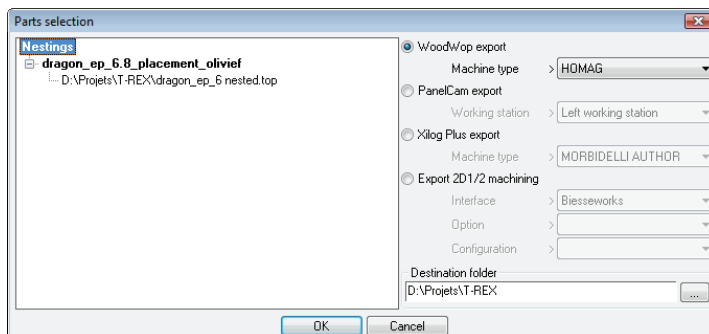 Parts selection
Nestings
dragon_ep_6.8_placement_olivief
D:\Projets\T-REX\dragon_ep_6 nested.top
WoodWop export
Machine type > HOMAG
PanelCam export
Working station > Left working station
Xilog Plus export
Machine type > MORBIDELLI AUTHOR
Export 2D1/2 machining
Interface > Biesseworks
Option >
Configuration >
Destination folder
D:\Projets\T-REX ...
OK Cancel